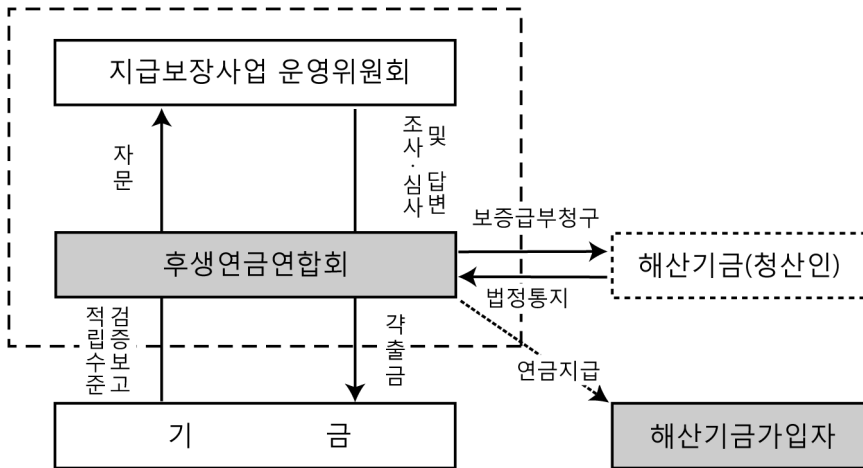 지급보장사업 운영위원회
자문
조사·심사
및 답변
보증급부청구
후생연금연합회
해산기금(청산인)
법정통지
적립수준
검증보고
갹출금
연금지급
기 금
해산기금가입자